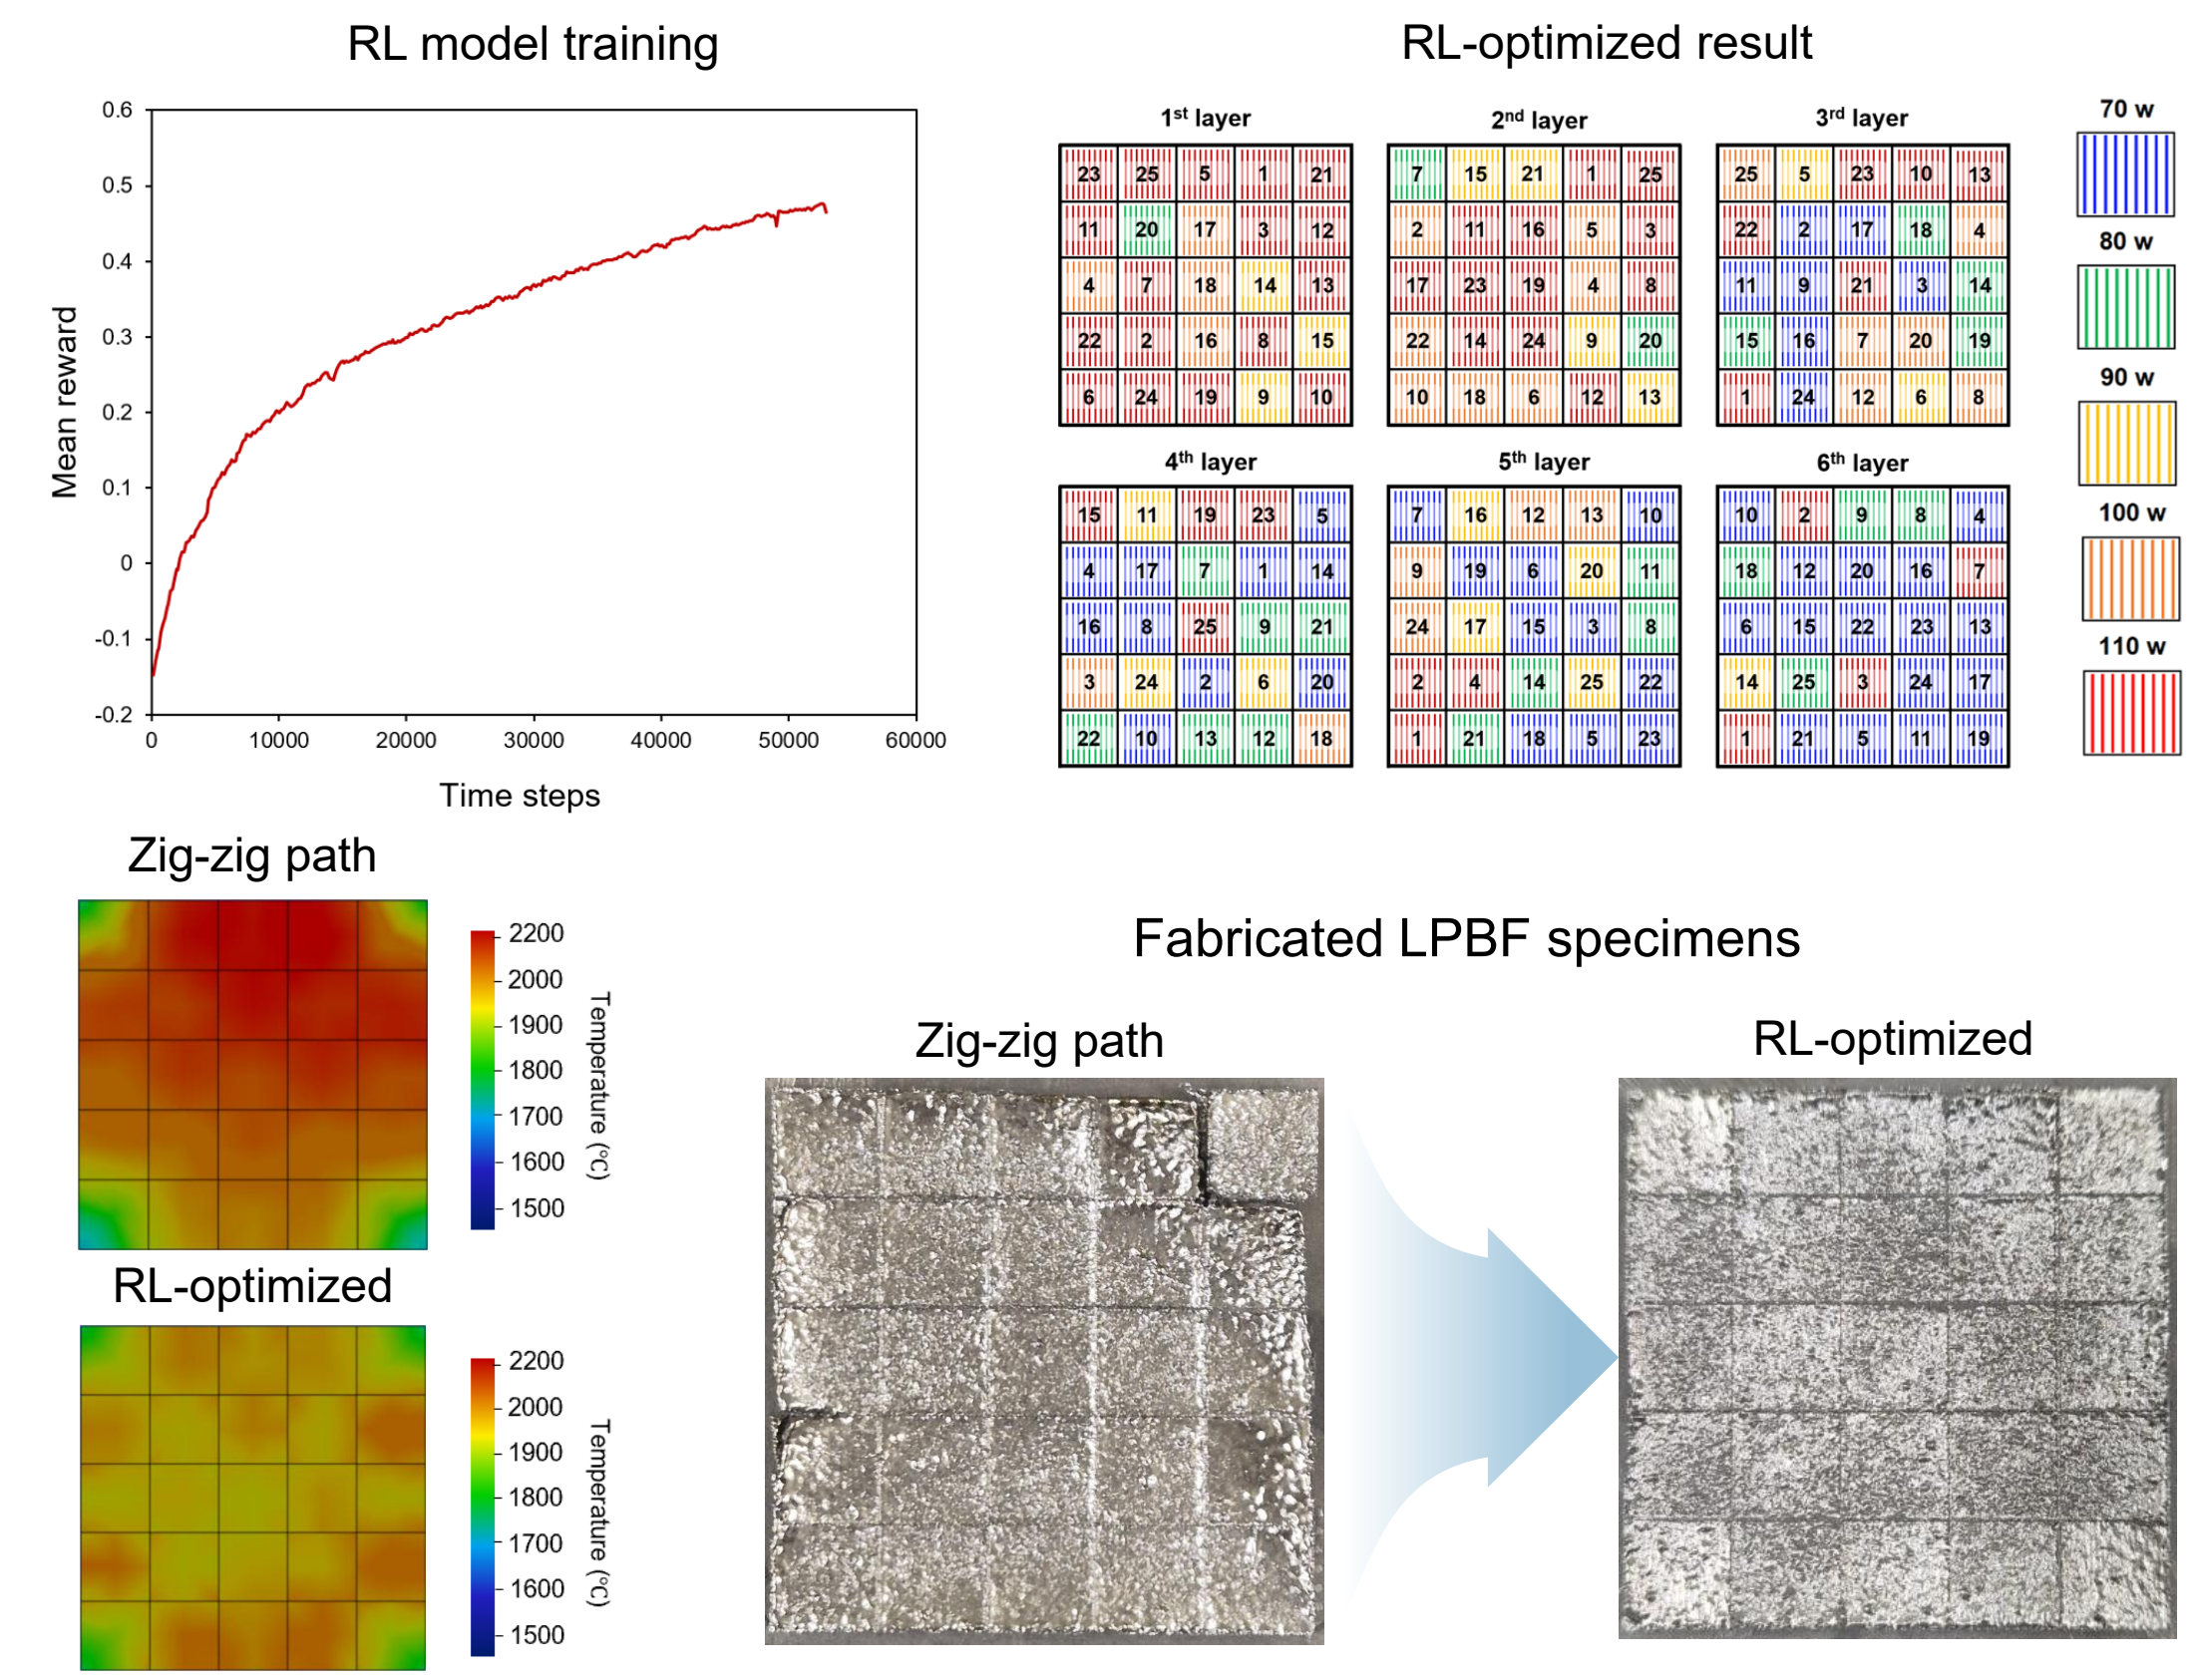 RL model training
0.6
0.5
0.4
0.3
0.2
0.1
0
-0.1
-0.2
Mean reward
0 10000 20000 30000 40000 50000 60000
Time steps
RL-optimized result
1st layer
23 25 5 1 21
11 20 17 3 12
4 7 18 14 13
22 2 16 8 15
6 24 19 9 10
2nd layer
7 15 21 1 25
2 11 16 5 3
17 23 19 4 8
22 14 24 9 20
10 18 6 12 13
3rd layer
25 5 23 10 13
22 2 17 18 4
11 9 21 3 14
15 16 7 20 19
1 24 12 6 8
4th layer
15 11 19 23 5
4 17 7 1 14
16 8 25 9 21
3 24 2 6 20
22 10 13 12 18
5th layer
7 16 12 13 10
9 19 6 20 11
24 17 15 3 8
2 4 14 25 22
1 21 18 5 23
6th layer
10 2 9 8 4
18 12 20 16 7
6 15 22 23 13
14 25 3 24 17
1 21 5 11 19
70 w
80 w
90 w
100 w
110 w
Zig-zig path
2200
2000
1900
1800
1700
1600
1500
Temperature (°C)
RL-optimized
2200
2000
1900
1800
1700
1600
1500
Temperature (°C)
Fabricated LPBF specimens
Zig-zig path
RL-optimized